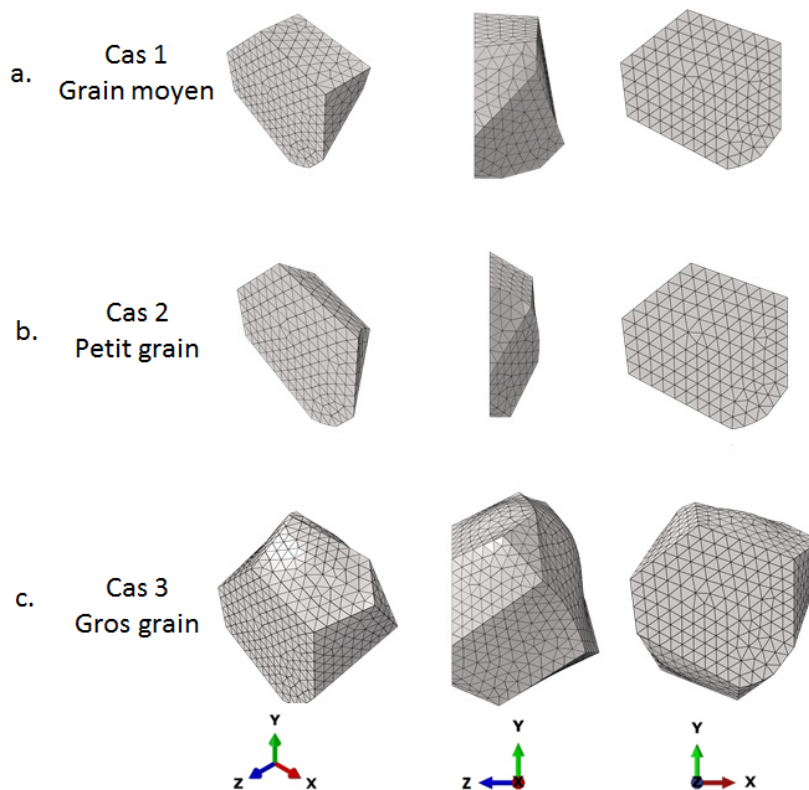 a.
Cas 1
Grain moyen
b.
Cas 2
Petit grain
c.
Cas 3
Gros grain
Y
Z
X
Y
Z
X
Y
Z
X